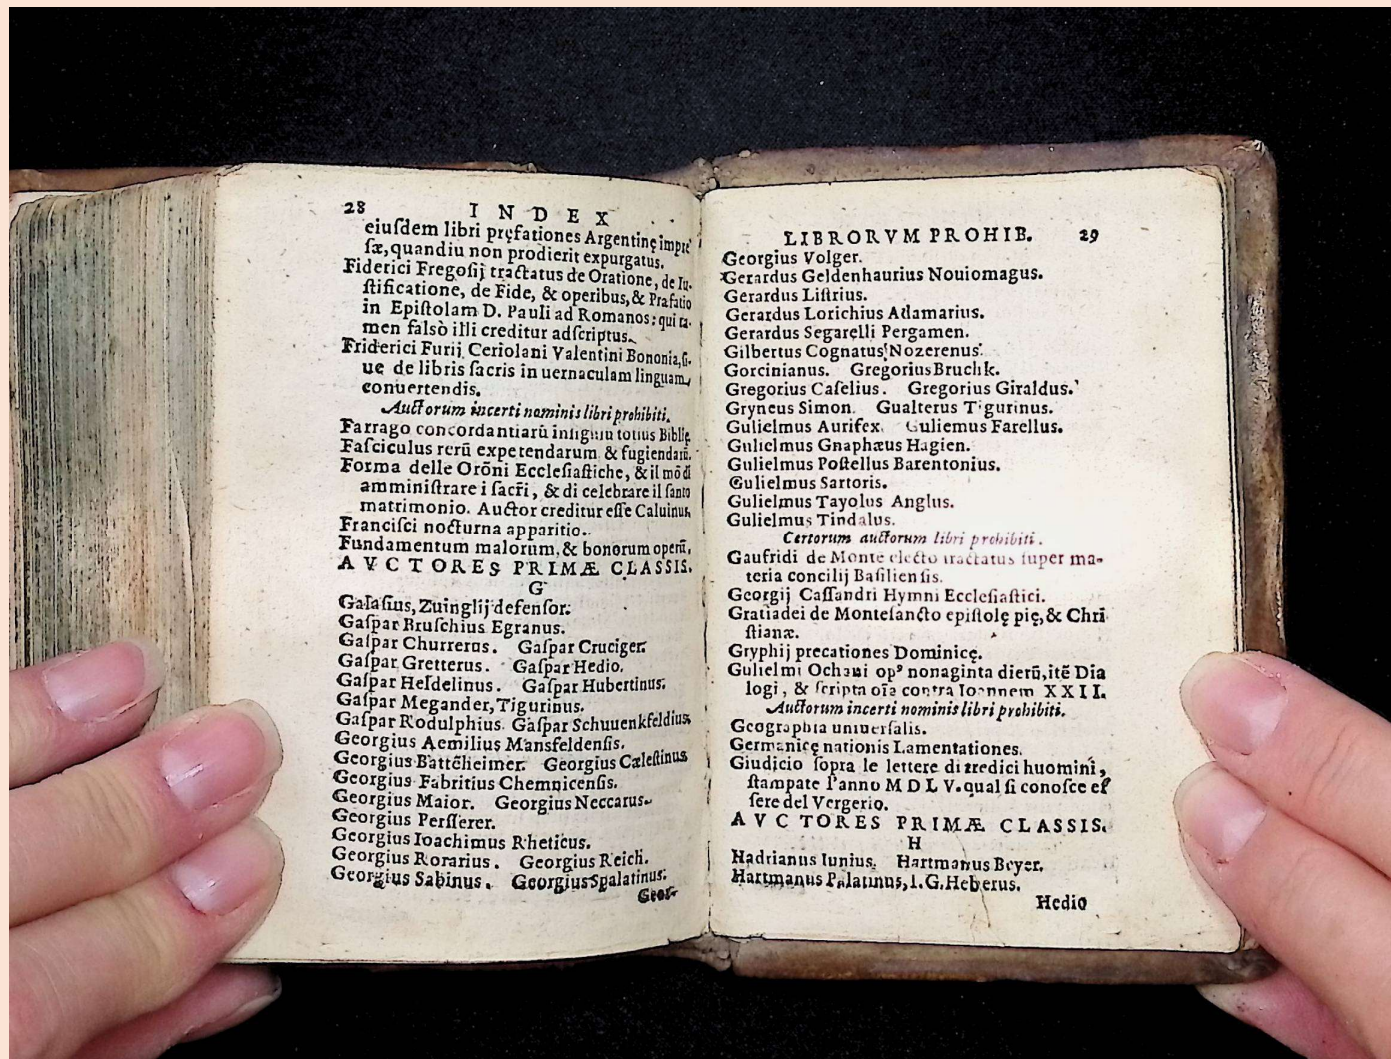 28 INDEX
eiuſdem libri pręfationes Argentinę impreſ
ſæ, quandiu non prodierit expurgatus.
Fiderici Fregoſij tractatus de Oratione, de Iu-
ſtificatione, de Fide, & operibus, & Præfatio
in Epiſtolam D. Pauli ad Romanos; qui ta-
men falsò illi creditur adſcriptus.
Friderici Furij Ceriolani Valentini Bononia, ſi-
ue de libris ſacris in uernaculam linguam
conuertendis.
Auctorum incerti nominis libri prohibiti.
Farrago concordantiarū inſigniū totius Biblię
Faſciculus rerū expetendarum & fugiendarū.
Forma delle Orōni Eccleſiaſtiche, & il mōdi
amminiſtrare i ſacři, & di celebrare il ſanto
matrimonio. Auctor creditur eſſe Caluinus,
Franciſci nocturna apparitio.
Fundamentum malorum, & bonorum operū,
AVCTORES PRIMÆ CLASSIS.
G
Galaſius, Zuinglij defenſor.
Gaſpar Bruſchius Egranus.
Gaſpar Churrerus. Gaſpar Cruciger.
Gaſpar Gretterus. Gaſpar Hedio.
Gaſpar Heſdelinus. Gaſpar Hubertinus.
Gaſpar Megander, Tigurinus.
Gaſpar Rodulphius. Gaſpar Schuuenkfeldius.
Georgius Aemilius Mansfeldenſis.
Georgius Battēheimer. Georgius Cæleſtinus
Georgius Fabritius Chemnicenſis.
Georgius Maior. Georgius Neccarus.
Georgius Perſſerer.
Georgius Ioachimus Rheticus.
Georgius Rorarius. Georgius Reich.
Georgius Sabinus. Georgius Spalatinus.
Geor-
LIBRORVM PROHIB. 29
Georgius Volger.
Gerardus Geldenhaurius Nouiomagus.
Gerardus Liſtrius.
Gerardus Lorichius Adamarius.
Gerardus Segarelli Pergamen.
Gilbertus Cognatus Nozerenus.
Gorcinianus. Gregorius Bruchk.
Gregorius Caſelius. Gregorius Giraldus.
Gryneus Simon. Gualterus Tigurinus.
Gulielmus Aurifex. Guliemus Farellus.
Gulielmus Gnaphæus Hagien.
Gulielmus Poſtellus Barentonius.
Gulielmus Sartoris.
Gulielmus Tayolus Anglus.
Gulielmus Tindalus.
Certorum auctorum libri prohibiti.
Gaufridi de Monte electo tractatus ſuper ma-
teria concilij Baſilienſis.
Georgij Caſſandri Hymni Eccleſiaſtici.
Gratiadei de Monteſancto epiſtolę pię, & Chri
ſtianæ.
Gryphij precationes Dominicę.
Gulielmi Ochami opꝰ nonaginta dierū, itē Dia
logi, & ſcripta oīa contra Ioannem XXII.
Auctorum incerti nominis libri prohibiti.
Geographia uniuerſalis.
Germanicę nationis Lamentationes.
Giudicio ſopra le lettere di tredici huomini,
ſtampate l'anno MDLV. qual ſi conoſce eſ
ſere del Vergerio.
AVCTORES PRIMÆ CLASSIS.
H
Hadrianus Iunius. Hartmanus Beyer.
Hartmanus Palatinus, I. G. Heberus.
Hedio